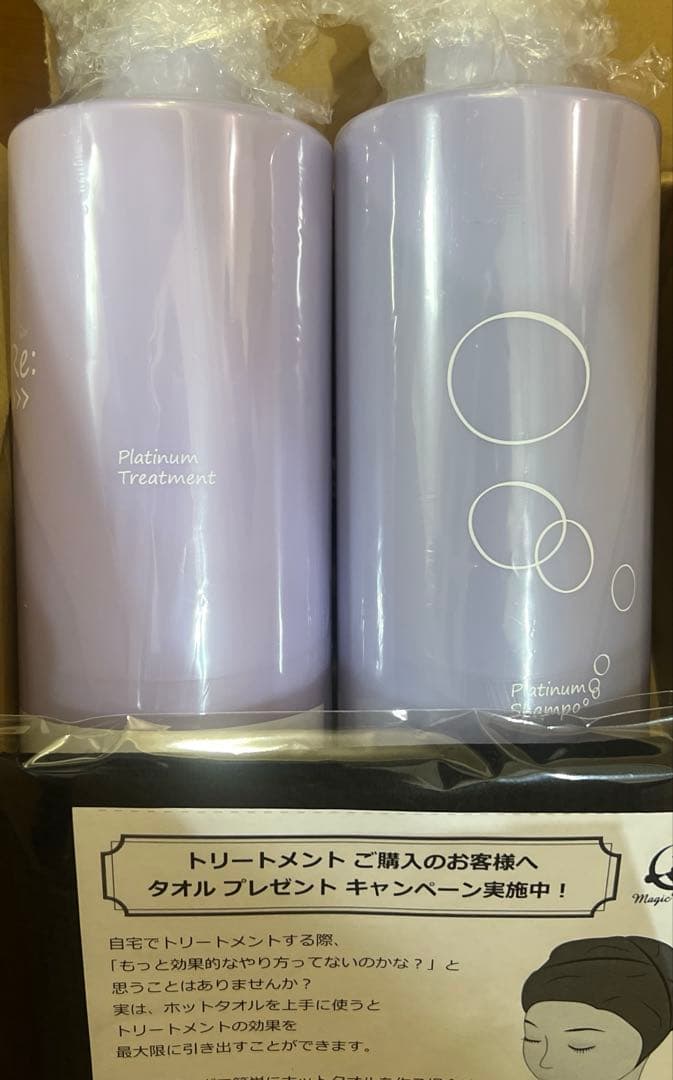 Re:
>>>
Platinum
Treatment
Platinum
Shampoo
トリートメント ご購入のお客様へ
タオル プレゼント キャンペーン実施中！
Magic
自宅でトリートメントする際、
「もっと効果的なやり方ってないのかな？」と
思うことはありませんか？
実は、ホットタオルを上手に使うと
トリートメントの効果を
最大限に引き出すことができます。